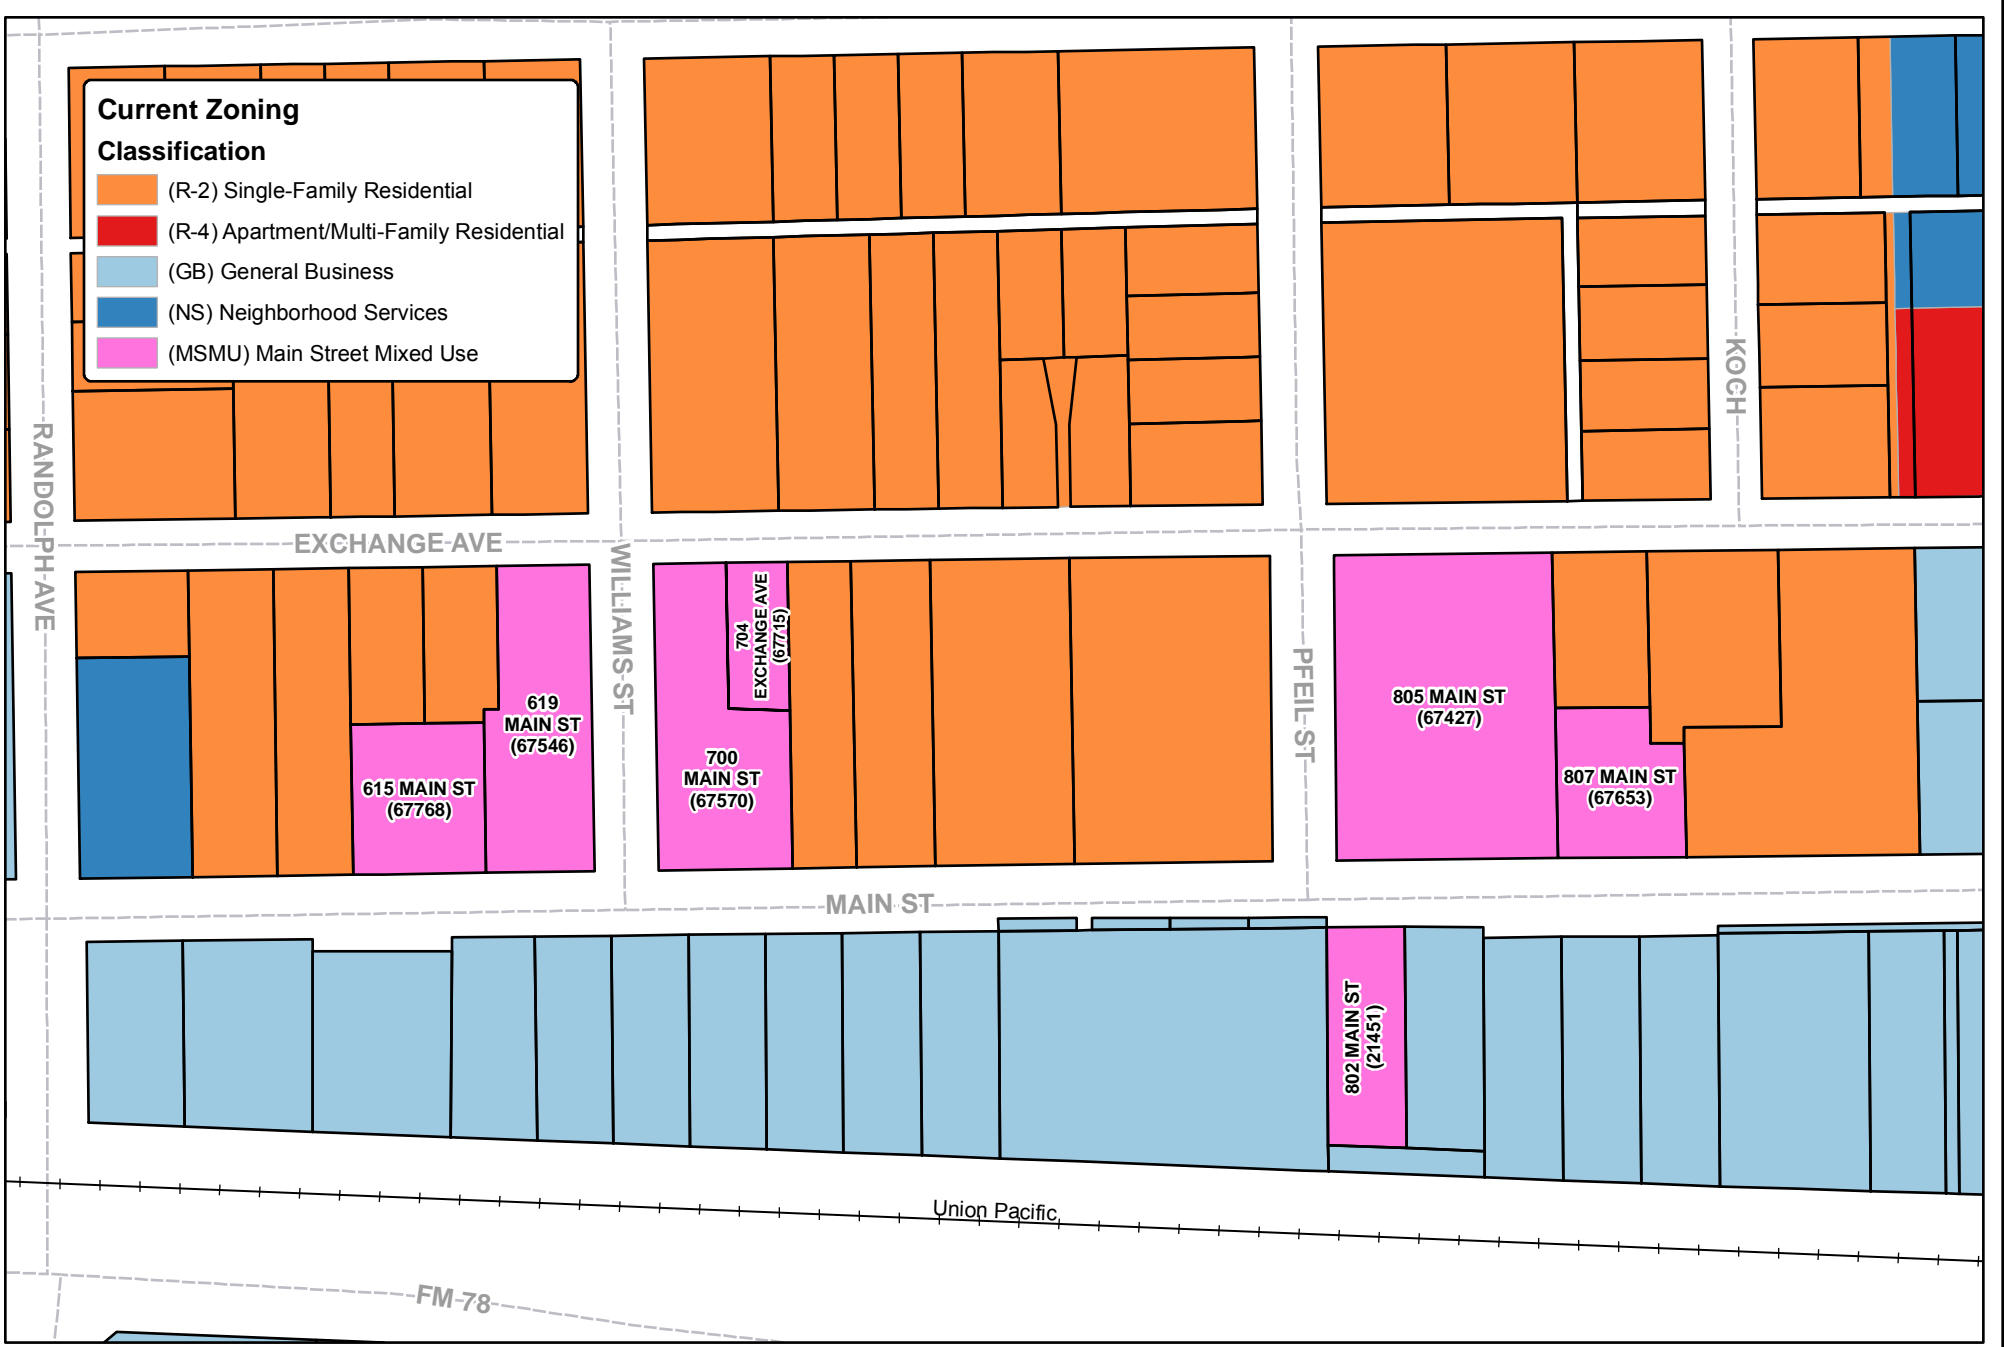 Current Zoning
Classification
(R-2) Single-Family Residential
(R-4) Apartment/Multi-Family Residential
(GB) General Business
(NS) Neighborhood Services
(MSMU) Main Street Mixed Use
RANDOLPH AVE
EXCHANGE AVE
WILLIAMS ST
PFEIL ST
KOCH
619
MAIN ST
(67546)
615 MAIN ST
(67768)
704
EXCHANGE AVE
(67715)
700
MAIN ST
(67570)
805 MAIN ST
(67427)
807 MAIN ST
(67653)
MAIN ST
802 MAIN ST
(21451)
Union Pacific
FM 78